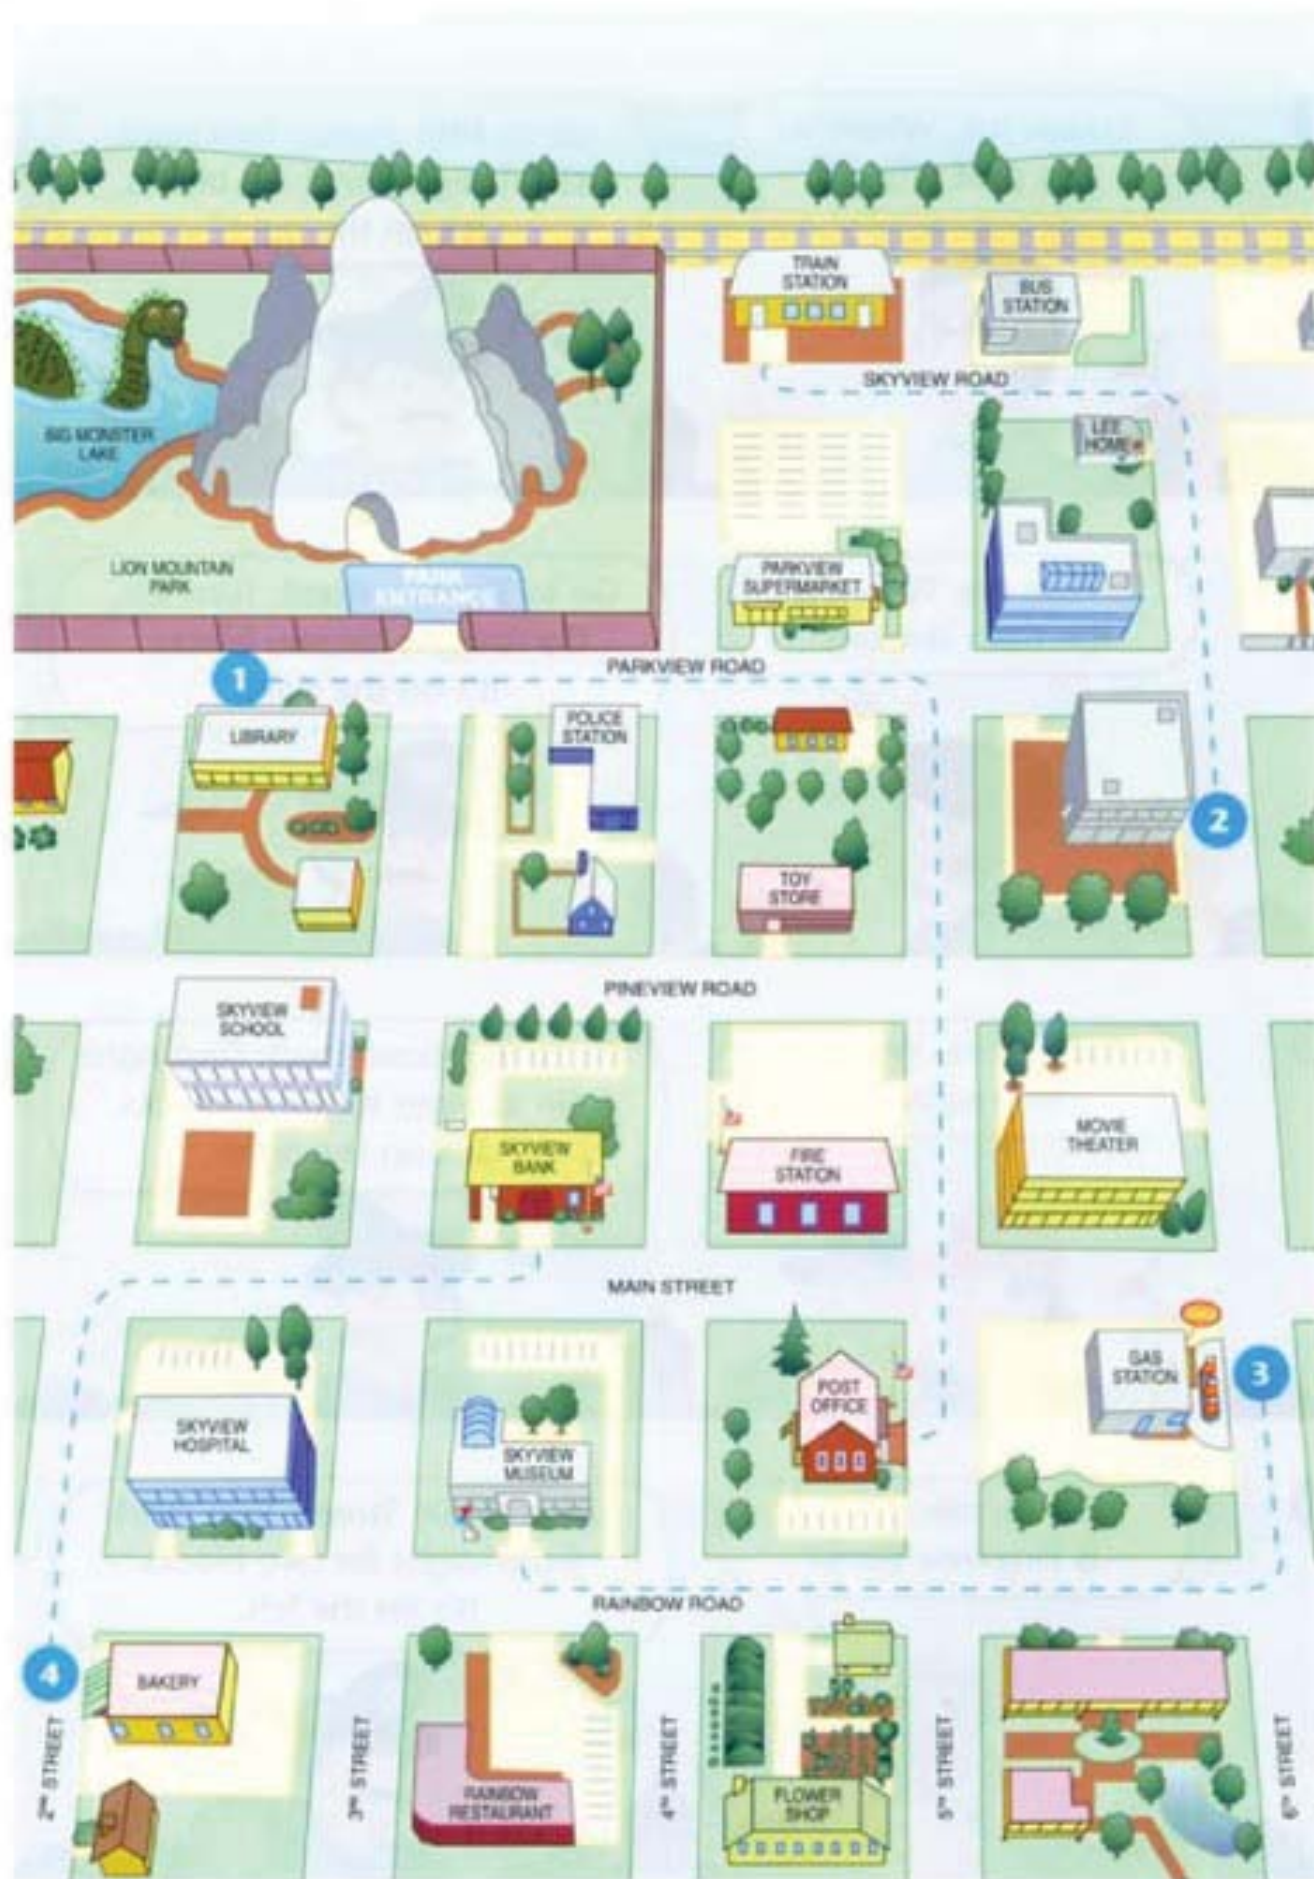 TRAIN
STATION
BUS
STATION
SKYVIEW ROAD
LEE
HOME
BIG MONSTER
LAKE
LION MOUNTAIN
PARK
PARK
ENTRANCE
PARKVIEW
SUPERMARKET
1
PARKVIEW ROAD
LIBRARY
POLICE
STATION
2
TOY
STORE
PINEVIEW ROAD
SKYVIEW
SCHOOL
SKYVIEW
BANK
FIRE
STATION
MOVIE
THEATER
MAIN STREET
GAS
STATION
3
POST
OFFICE
SKYVIEW
HOSPITAL
SKYVIEW
MUSEUM
RAINBOW ROAD
4
BAKERY
RAINBOW
RESTAURANT
FLOWER
SHOP
2ᴺᴰ STREET
3ᴿᴰ STREET
4ᵀᴴ STREET
5ᵀᴴ STREET
6ᵀᴴ STREET